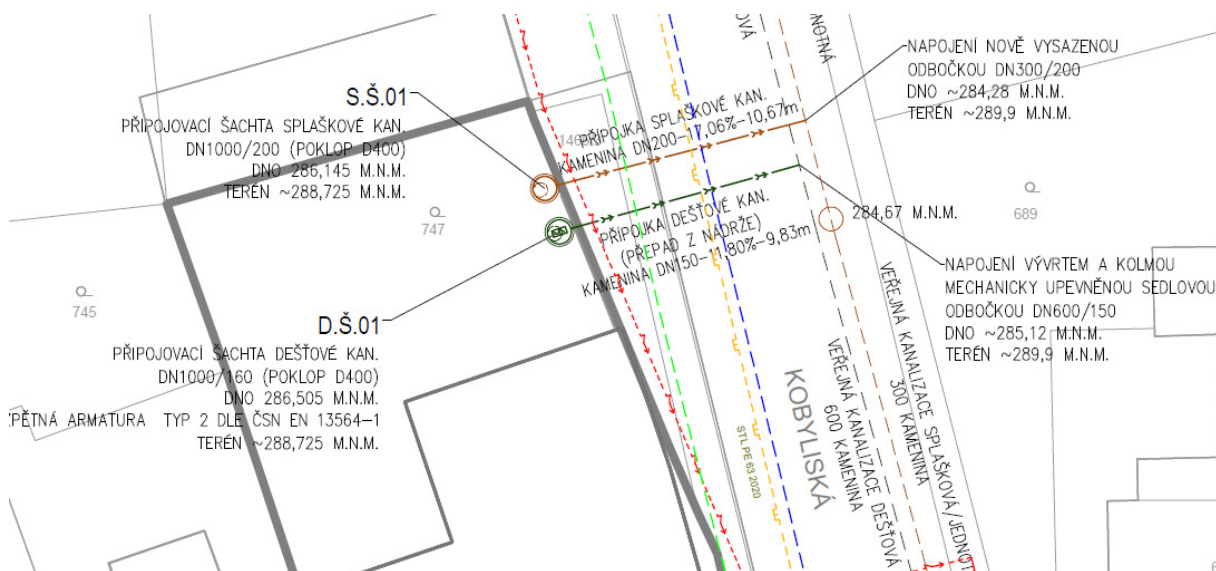 S.Š.01
PŘIPOJOVACÍ ŠACHTA SPLAŠKOVÉ KAN.
DN1000/200 (POKLOP D400)
DNO 286,145 M.N.M.
TERÉN ~288,725 M.N.M.
NAPOJENÍ NOVĚ VYSAZENOU
ODBOČKOU DN300/200
DNO ~284,28 M.N.M.
TERÉN ~289,9 M.N.M.
PŘÍPOJKA SPLAŠKOVÉ KAN.
KAMENINA DN200-17,06%-10,67m
PŘÍPOJKA DEŠŤOVÉ KAN.
(PŘEPAD Z NÁDRŽE)
KAMENINA DN150-11,80%-9,83m
284,67 M.N.M.
689
747
745
D.Š.01
PŘIPOJOVACÍ ŠACHTA DEŠŤOVÉ KAN.
DN1000/160 (POKLOP D400)
DNO 286,505 M.N.M.
ZPĚTNÁ ARMATURA TYP 2 DLE ČSN EN 13564-1
TERÉN ~288,725 M.N.M.
NAPOJENÍ VÝVRTEM A KOLMOU
MECHANICKY UPEVNĚNOU SEDLOVOU
ODBOČKOU DN600/150
DNO ~285,12 M.N.M.
TERÉN ~289,9 M.N.M.
KOBYLISKÁ
STL PE 63 2020
VEŘEJNÁ KANALIZACE DEŠŤOVÁ
600 KAMENINA
VEŘEJNÁ KANALIZACE SPLAŠKOVÁ/JEDNOT
300 KAMENINA
OVÁ
DNOTNÁ